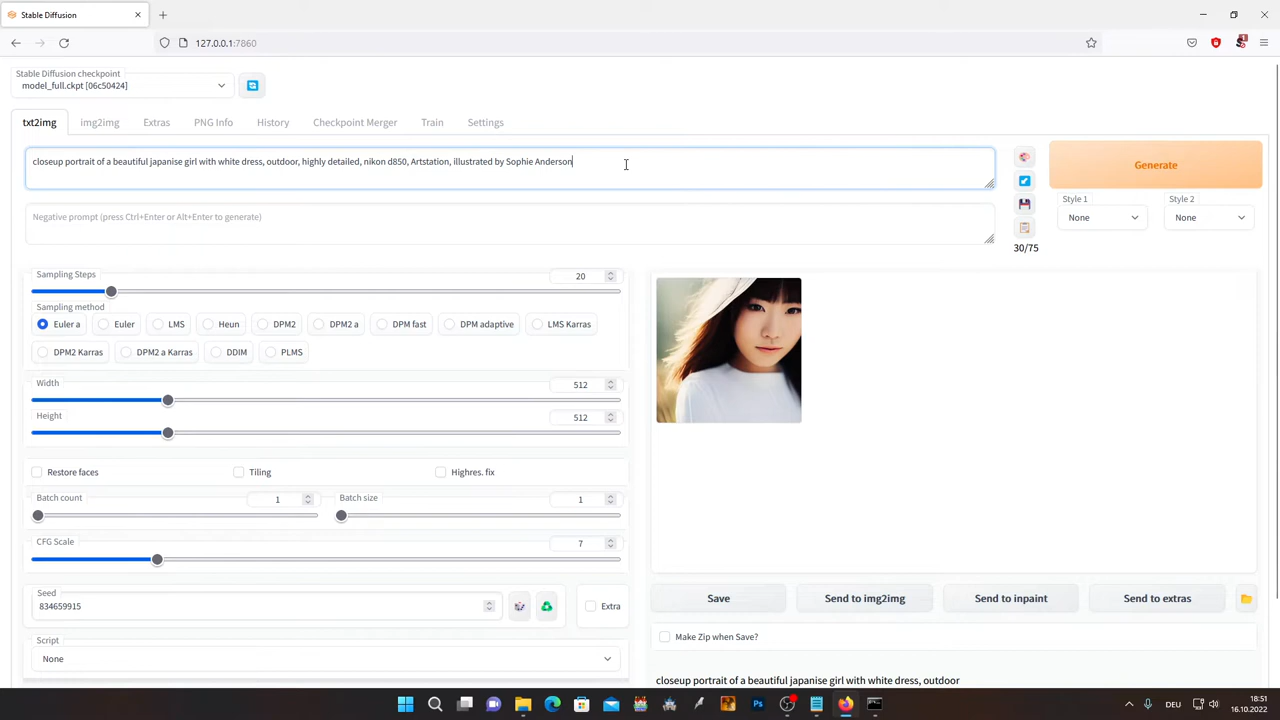 Stable Diffusion
127.0.0.1:7860
Stable Diffusion checkpoint
model_full.ckpt [06c50424]
txt2img img2img Extras PNG Info History Checkpoint Merger Train Settings
closeup portrait of a beautiful japanise girl with white dress, outdoor, highly detailed, nikon d850, Artstation, illustrated by Sophie Anderson
Generate
Negative prompt (press Ctrl+Enter or Alt+Enter to generate)
Style 1 Style 2
None None
30/75
Sampling Steps 20
Sampling method
Euler a Euler LMS Heun DPM2 DPM2 a DPM fast DPM adaptive LMS Karras
DPM2 Karras DPM2 a Karras DDIM PLMS
Width 512
Height 512
Restore faces Tiling Highres. fix
Batch count 1 Batch size 1
CFG Scale 7
Seed
834659915
Extra
Script
None
Save Send to img2img Send to inpaint Send to extras
Make Zip when Save?
closeup portrait of a beautiful japanise girl with white dress, outdoor
DEU 18:51
16.10.2022